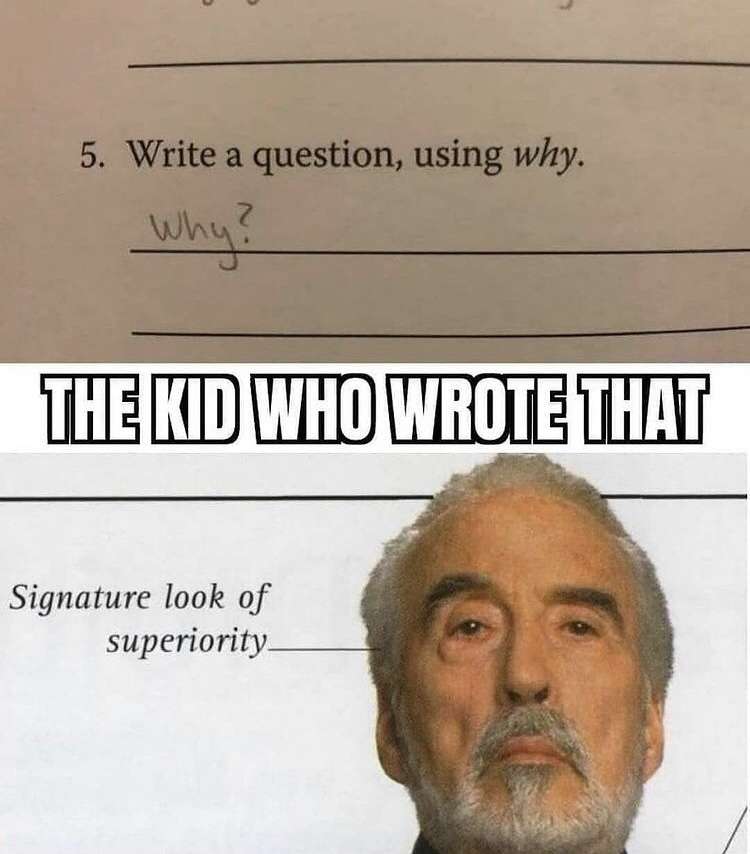 5. Write a question, using why.
Why?
THE KID WHO WROTE THAT
Signature look of
superiority